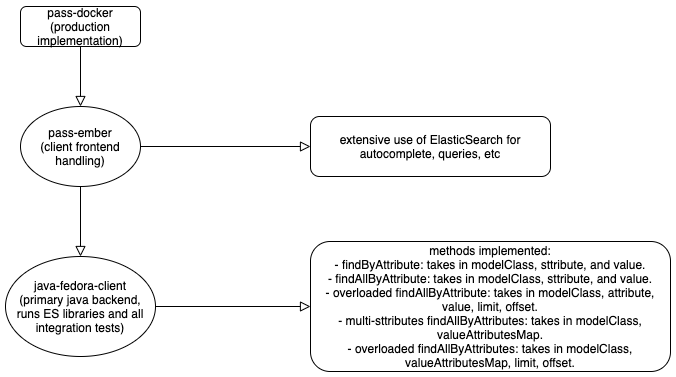 pass-docker
(production
implementation)
pass-ember
(client frontend
handling)
extensive use of ElasticSearch for
autocomplete, queries, etc
java-fedora-client
(primary java backend,
runs ES libraries and all
integration tests)
methods implemented:
- findByAttribute: takes in modelClass, sttribute, and value.
- findAllByAttribute: takes in modelClass, sttribute, and value.
- overloaded findAllByAttribute: takes in modelClass, attribute,
value, limit, offset.
- multi-sttributes findAllByAttributes: takes in modelClass,
valueAttributesMap.
- overloaded findAllByAttributes: takes in modelClass,
valueAttributesMap, limit, offset.